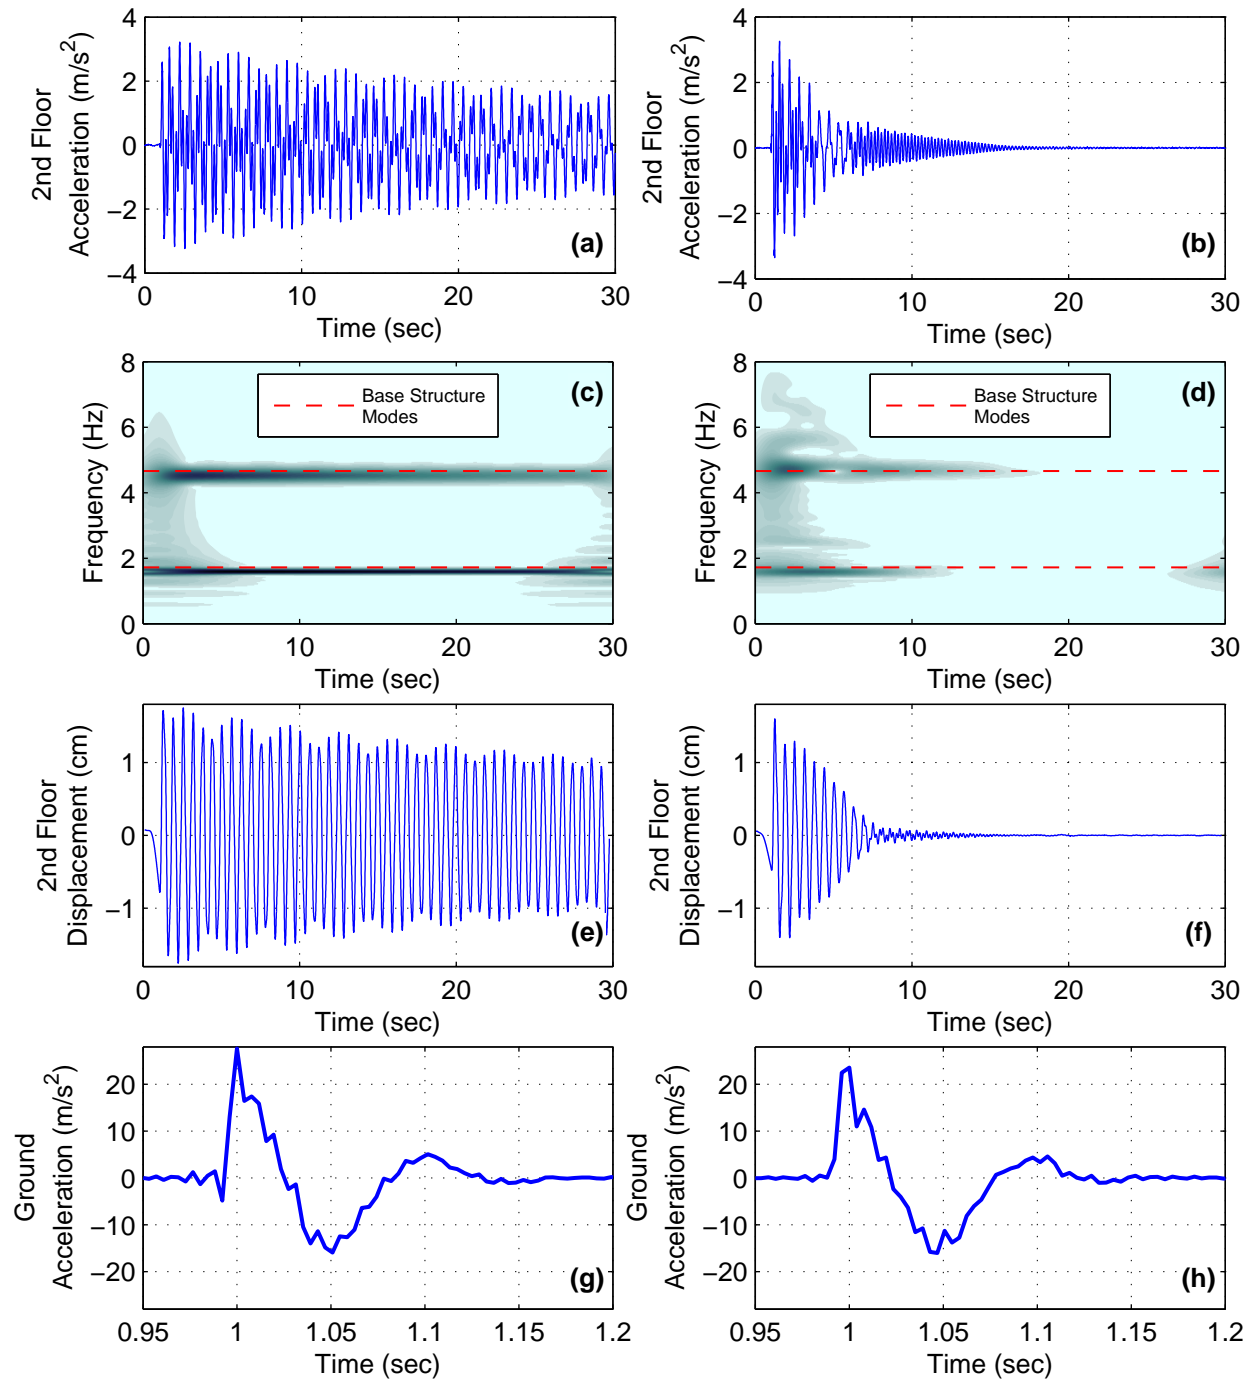 2nd Floor
Acceleration (m/s2)
4
2
0
−2
−4
0
10
20
30
Time (sec)
(a)
2nd Floor
Acceleration (m/s2)
4
2
0
−2
−4
0
10
20
30
Time (sec)
(b)
Frequency (Hz)
8
6
4
2
0
0
10
20
30
Time (sec)
Base Structure
Modes
(c)
Frequency (Hz)
8
6
4
2
0
0
10
20
30
Time (sec)
Base Structure
Modes
(d)
2nd Floor
Displacement (cm)
1
0
−1
0
10
20
30
Time (sec)
(e)
2nd Floor
Displacement (cm)
1
0
−1
0
10
20
30
Time (sec)
(f)
Ground
Acceleration (m/s2)
20
10
0
−10
−20
0.95
1
1.05
1.1
1.15
1.2
Time (sec)
(g)
Ground
Acceleration (m/s2)
20
10
0
−10
−20
0.95
1
1.05
1.1
1.15
1.2
Time (sec)
(h)